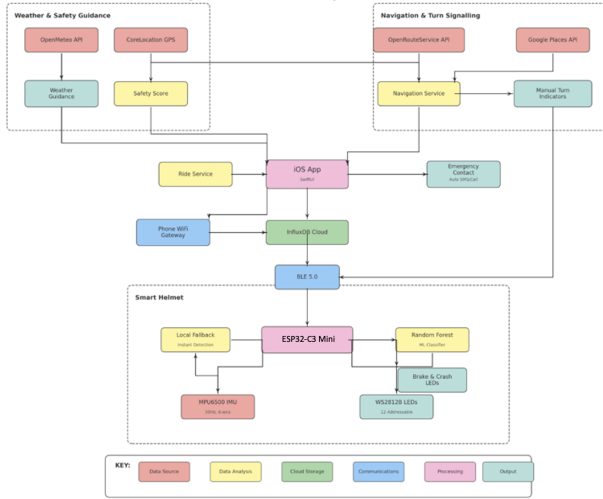 Weather & Safety Guidance
Navigation & Turn Signalling
OpenMeteo API
CoreLocation GPS
OpenRouteService API
Google Places API
Weather
Guidance
Safety Score
Navigation Service
Manual Turn
Indicators
Ride Service
iOS App
SwiftUI
Emergency
Contact
Auto SMS/Call
Phone WiFi
Gateway
InfluxDB Cloud
BLE 5.0
Smart Helmet
Local Fallback
Instant Detection
ESP32-C3 Mini
Random Forest
ML Classifier
Brake & Crash
LEDs
MPU6500 IMU
WS2812B LEDs
12 Addressable
KEY:
Data Source
Data Analysis
Cloud Storage
Communications
Processing
Output